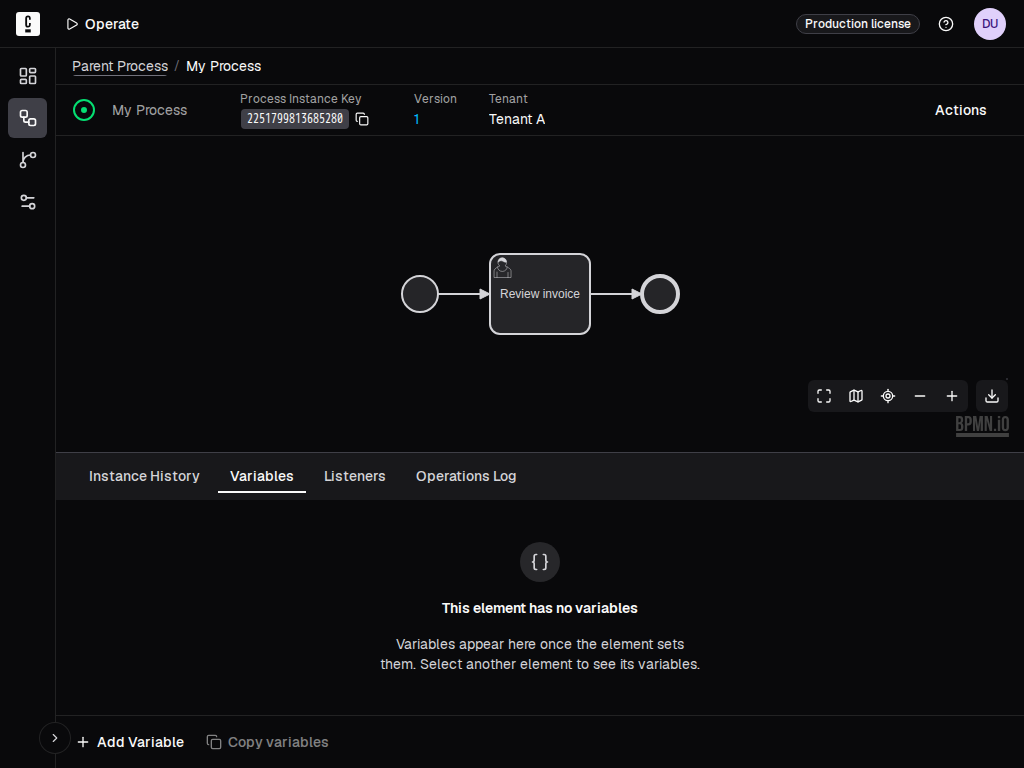 Operate
Production license
DU
Parent Process / My Process
My Process
Process Instance Key
2251799813685280
Version
1
Tenant
Tenant A
Actions
Review invoice
BPMN.iO
Instance History
Variables
Listeners
Operations Log
{ }
This element has no variables
Variables appear here once the element sets
them. Select another element to see its variables.
Add Variable
Copy variables